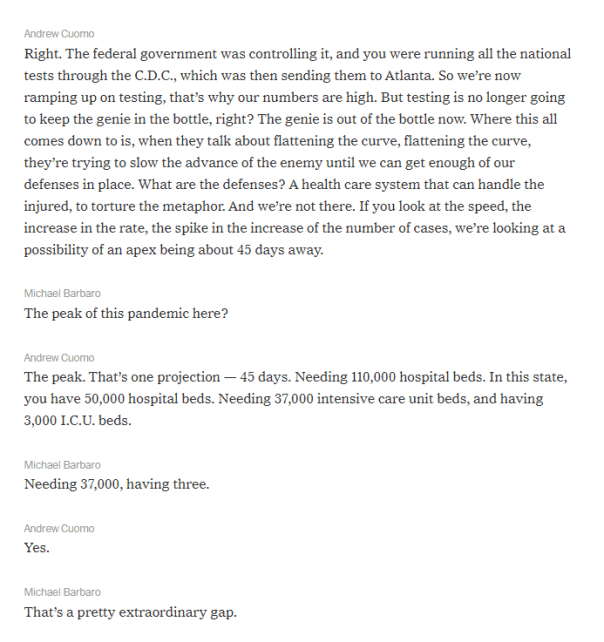 Andrew Cuomo
Right. The federal government was controlling it, and you were running all the national
tests through the C.D.C., which was then sending them to Atlanta. So we’re now
ramping up on testing, that’s why our numbers are high. But testing is no longer going
to keep the genie in the bottle, right? The genie is out of the bottle now. Where this all
comes down to is, when they talk about flattening the curve, flattening the curve,
they’re trying to slow the advance of the enemy until we can get enough of our
defenses in place. What are the defenses? A health care system that can handle the
injured, to torture the metaphor. And we’re not there. If you look at the speed, the
increase in the rate, the spike in the increase of the number of cases, we’re looking at a
possibility of an apex being about 45 days away.
Michael Barbaro
The peak of this pandemic here?
Andrew Cuomo
The peak. That’s one projection — 45 days. Needing 110,000 hospital beds. In this state,
you have 50,000 hospital beds. Needing 37,000 intensive care unit beds, and having
3,000 I.C.U. beds.
Michael Barbaro
Needing 37,000, having three.
Andrew Cuomo
Yes.
Michael Barbaro
That’s a pretty extraordinary gap.